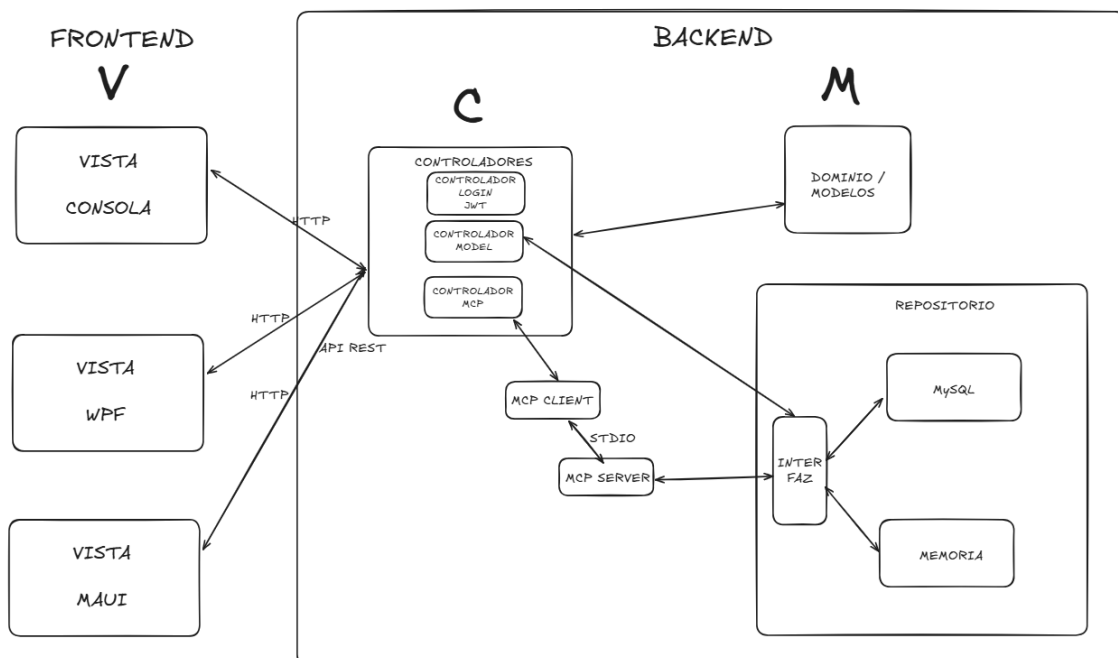 FRONTEND
V
VISTA
CONSOLA
VISTA
WPF
VISTA
MAUI
HTTP
HTTP
HTTP
API REST
BACKEND
C
CONTROLADORES
CONTROLADOR
LOGIN
JWT
CONTROLADOR
MODEL
CONTROLADOR
MCP
MCP CLIENT
STDIO
MCP SERVER
M
DOMINIO /
MODELOS
REPOSITORIO
INTER
FAZ
MySQL
MEMORIA